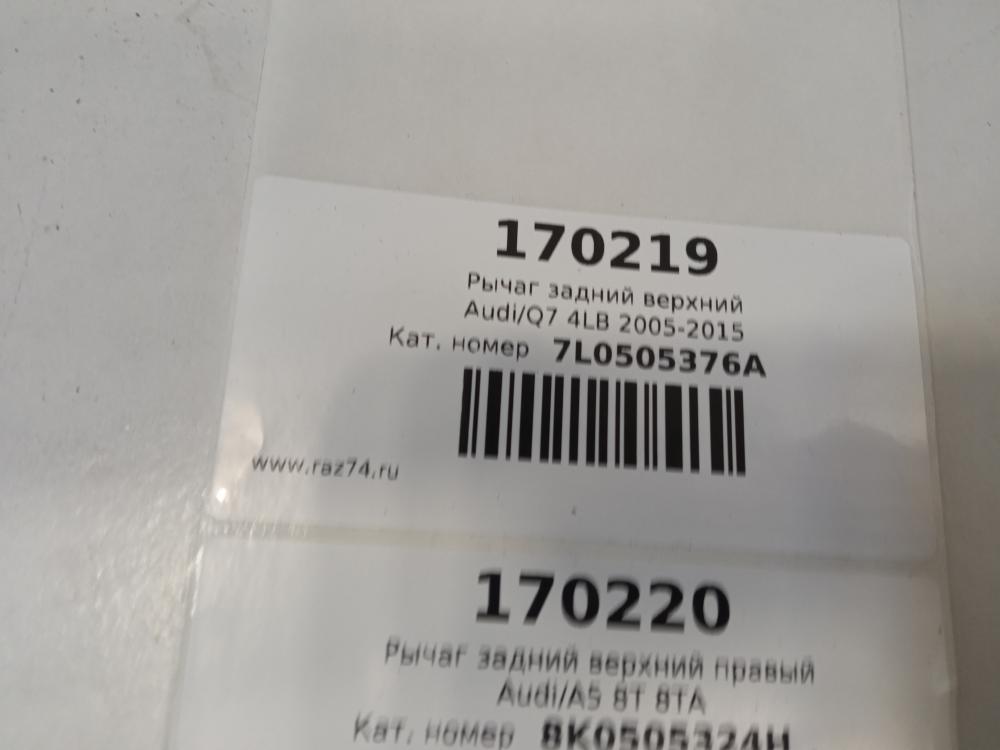 170219
Рычаг задний верхний
Audi/Q7 4LB 2005-2015
Кат. номер 7L0505376A
www.raz74.ru
170220
Рычаг задний верхний правый
Audi/A5 8T 8TA
Кат. номер 8K0505324H